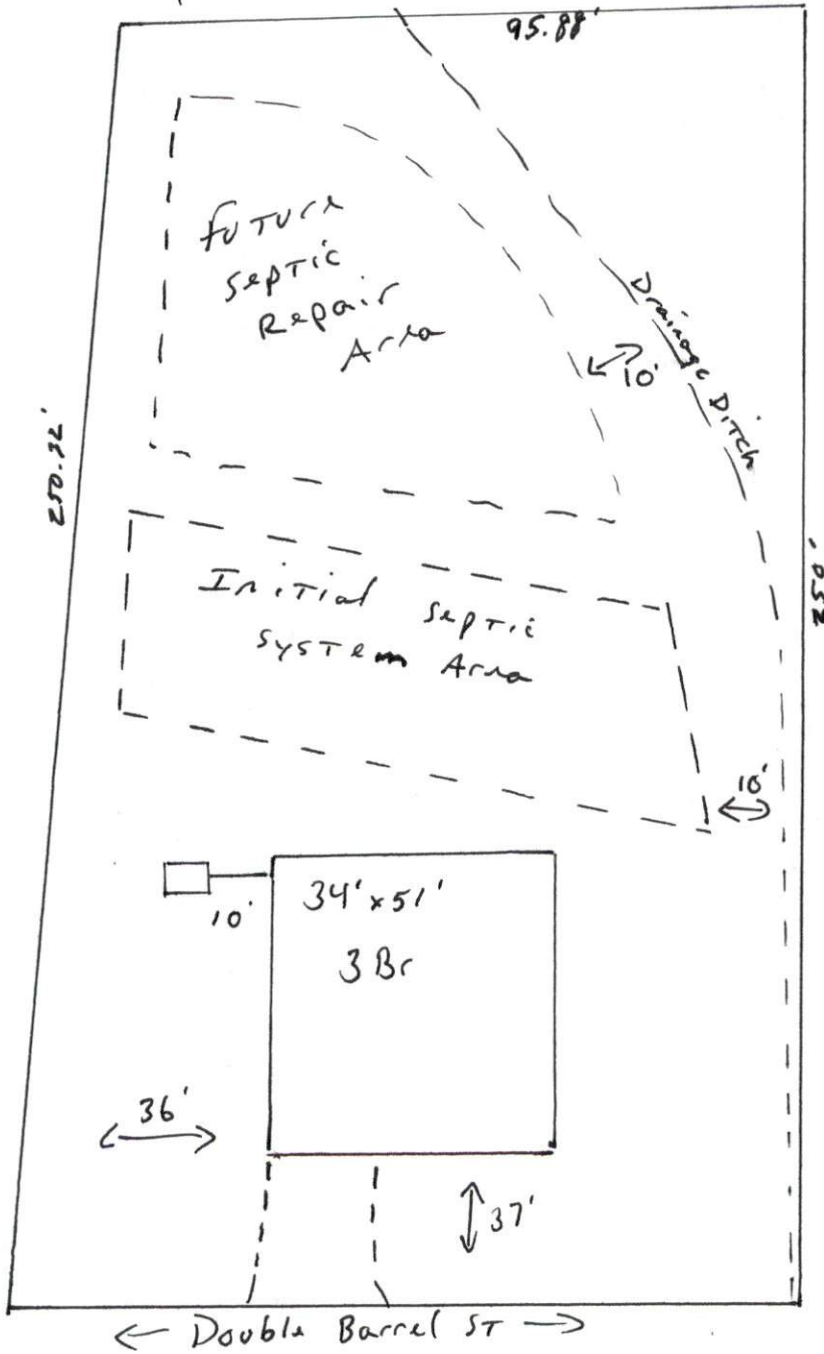 95.88'
Future
Septic
Repair
Area
Drainage Ditch
10'
250.32'
250'
Initial Septic
System Area
10'
10'
34' x 51'
3 Br
36'
37'
← Double Barrel ST →